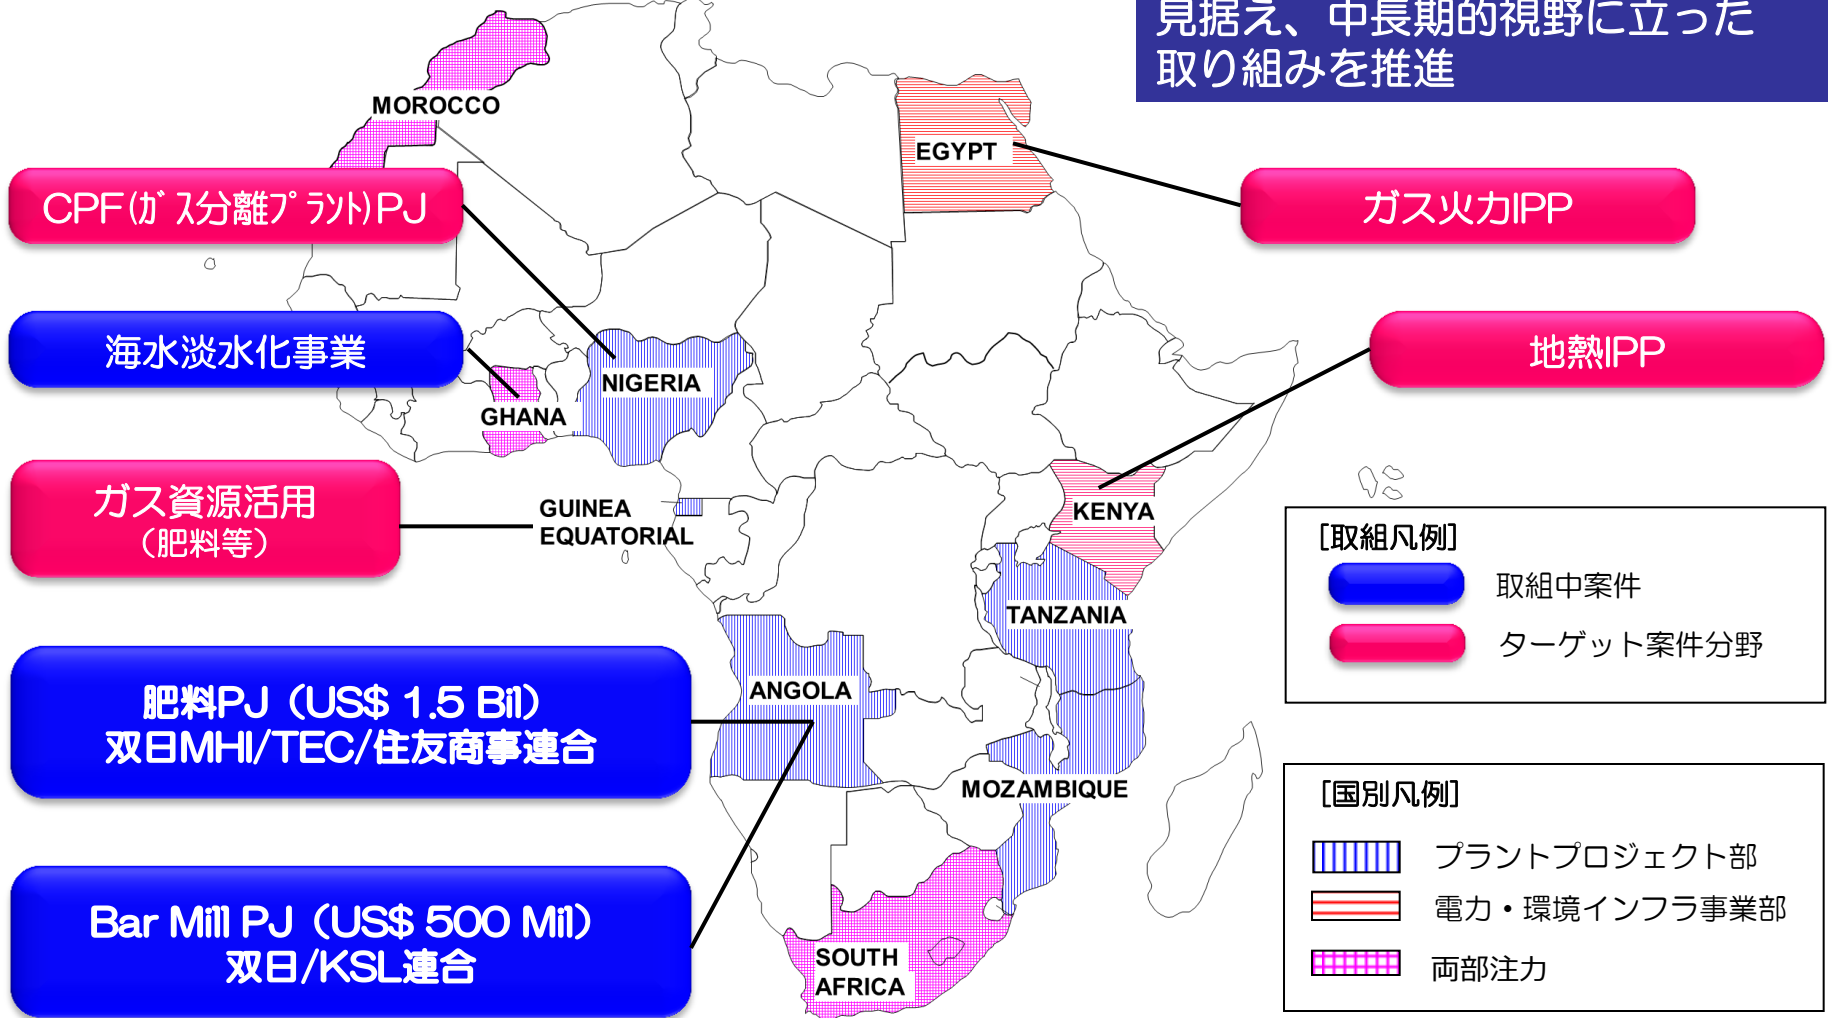 見据え、中長期的視野に立った
取り組みを推進
MOROCCO
EGYPT
CPF(ガス分離プラント)PJ
ガス火力IPP
海水淡水化事業
地熱IPP
NIGERIA
GHANA
ガス資源活用
（肥料等）
GUINEA
EQUATORIAL
KENYA
[取組凡例]
取組中案件
ターゲット案件分野
TANZANIA
肥料PJ（US$ 1.5 Bil）
双日MHI/TEC/住友商事連合
ANGOLA
MOZAMBIQUE
[国別凡例]
プラントプロジェクト部
電力・環境インフラ事業部
両部注力
Bar Mill PJ（US$ 500 Mil）
双日/KSL連合
SOUTH
AFRICA